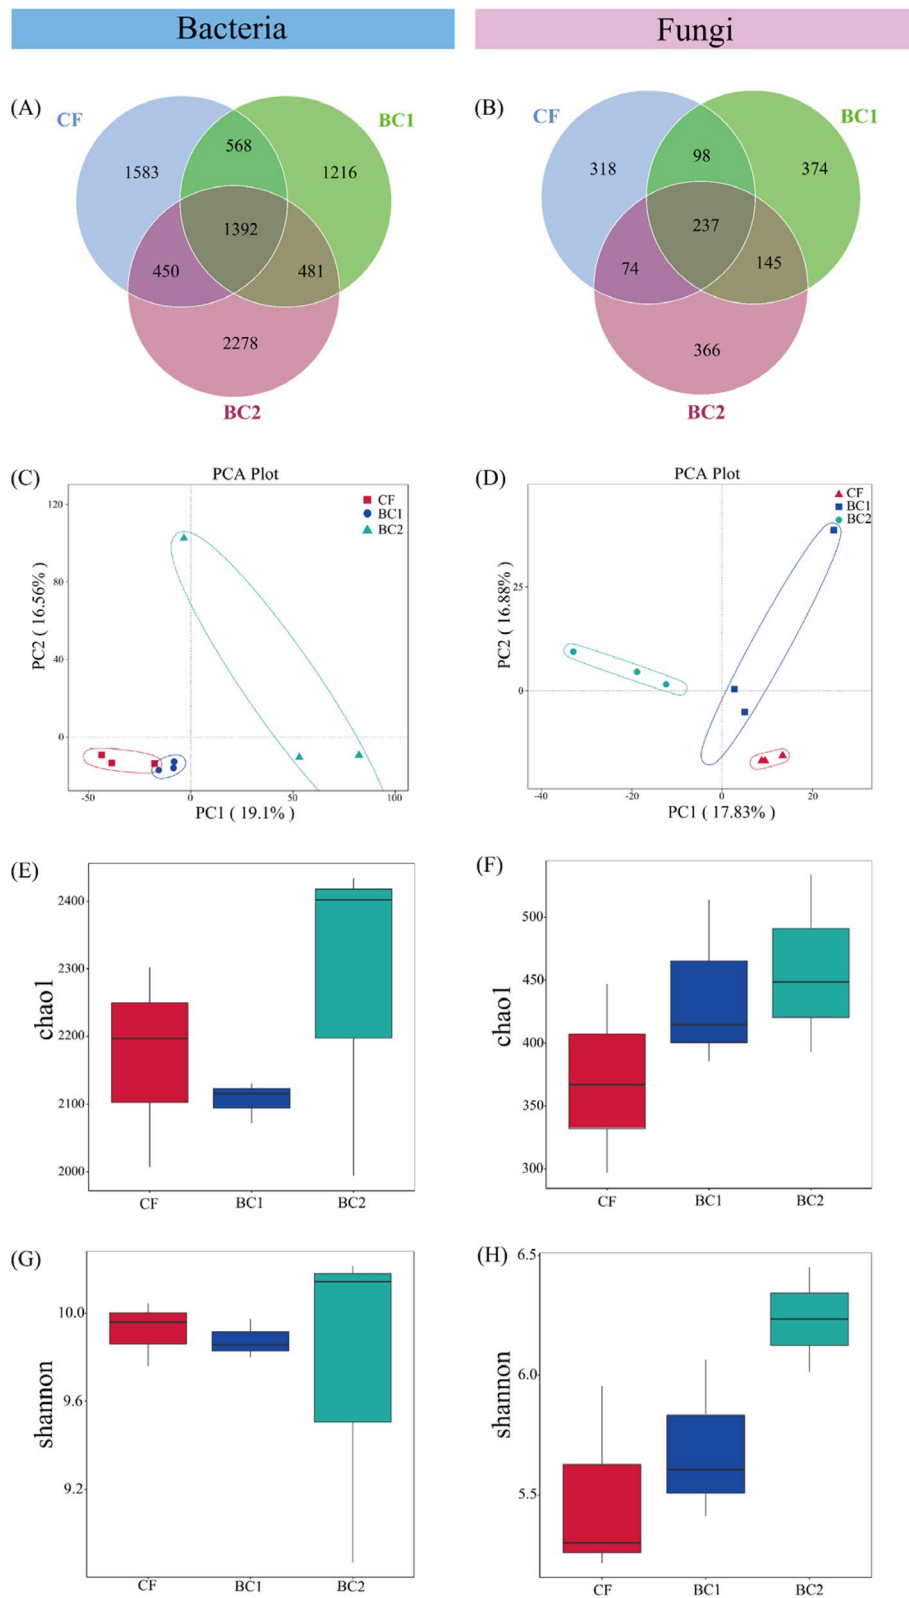 Bacteria
Fungi
(A)
CF
BC1
1583
568
1216
1392
450
481
2278
BC2
(B)
CF
BC1
318
98
374
237
74
145
366
BC2
(C)
PCA Plot
PC2 ( 16.56% )
120
80
40
0
CF
BC1
BC2
-50
0
50
100
PC1 ( 19.1% )
(D)
PCA Plot
PC2 ( 16.88% )
25
0
CF
BC1
BC2
-40
-20
0
20
PC1 ( 17.83% )
(E)
chao1
2400
2300
2200
2100
2000
CF
BC1
BC2
(F)
chao1
500
450
400
350
300
CF
BC1
BC2
(G)
shannon
10.0
9.6
9.2
CF
BC1
BC2
(H)
shannon
6.5
6.0
5.5
CF
BC1
BC2